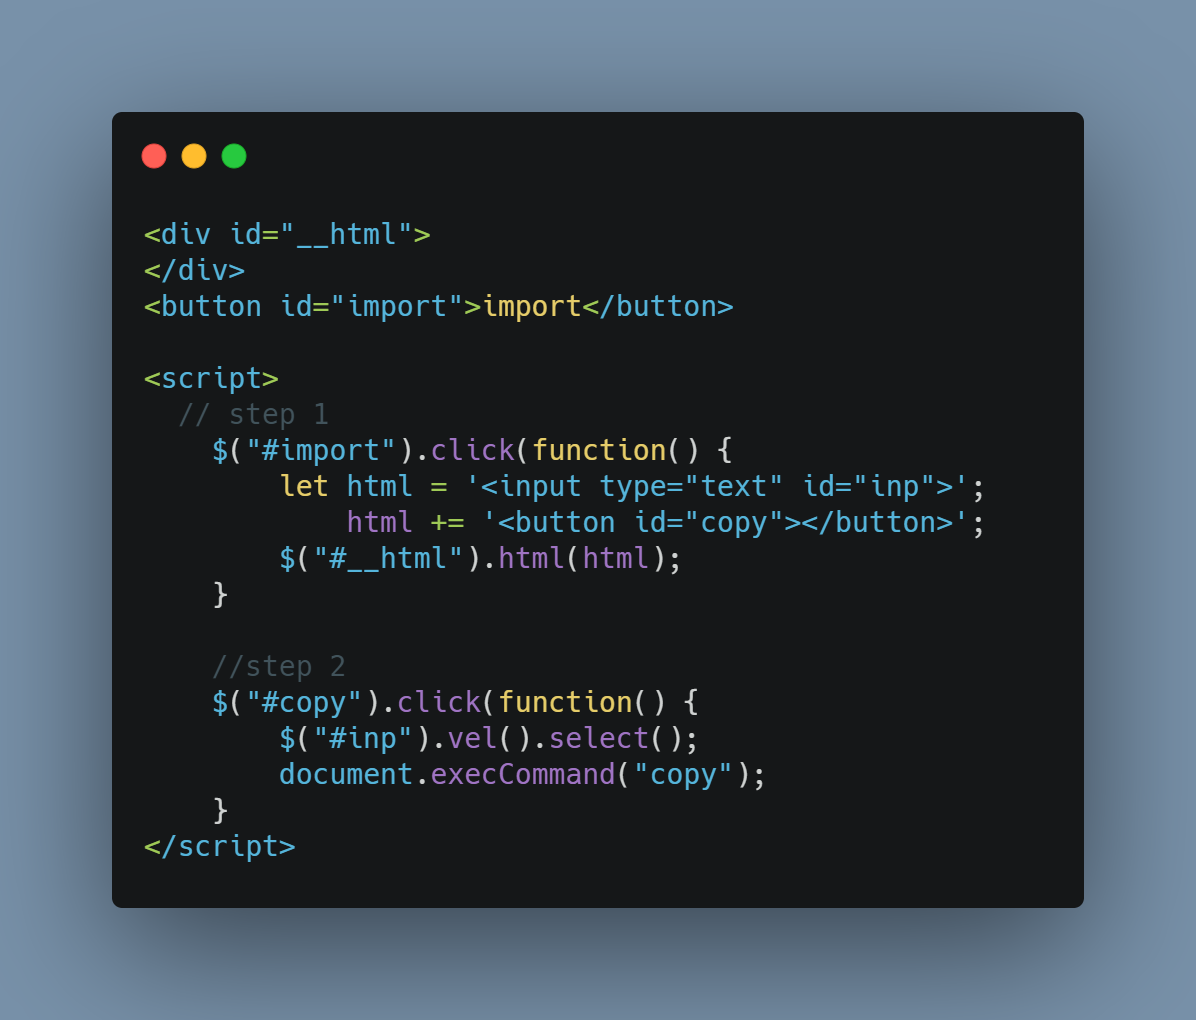 <div id="__html">
</div>
<button id="import">import</button>

<script>
  // step 1
    $("#import").click(function() {
        let html = '<input type="text" id="inp">';
            html += '<button id="copy"></button>';
        $("#__html").html(html);
    }

    //step 2
    $("#copy").click(function() {
        $("#inp").vel().select();
        document.execCommand("copy");
    }
</script>